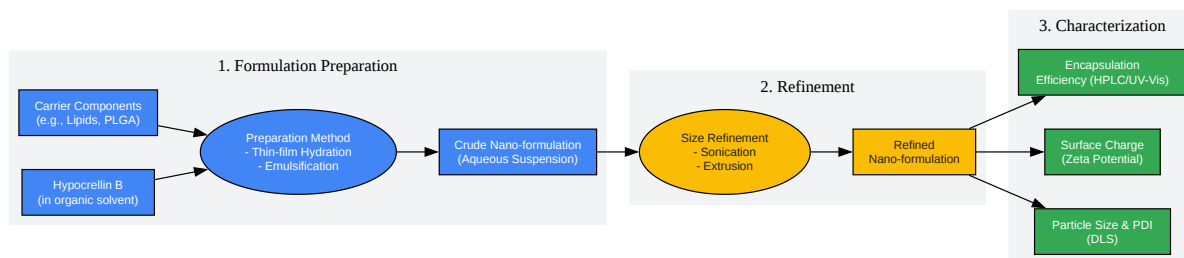 1. Formulation Preparation
Carrier Components
(e.g., Lipids, PLGA)
Hypocrellin B
(in organic solvent)
Preparation Method
- Thin-film Hydration
- Emulsification
Crude Nano-formulation
(Aqueous Suspension)
2. Refinement
Size Refinement
- Sonication
- Extrusion
Refined
Nano-formulation
3. Characterization
Encapsulation
Efficiency (HPLC/UV-Vis)
Surface Charge
(Zeta Potential)
Particle Size & PDI
(DLS)